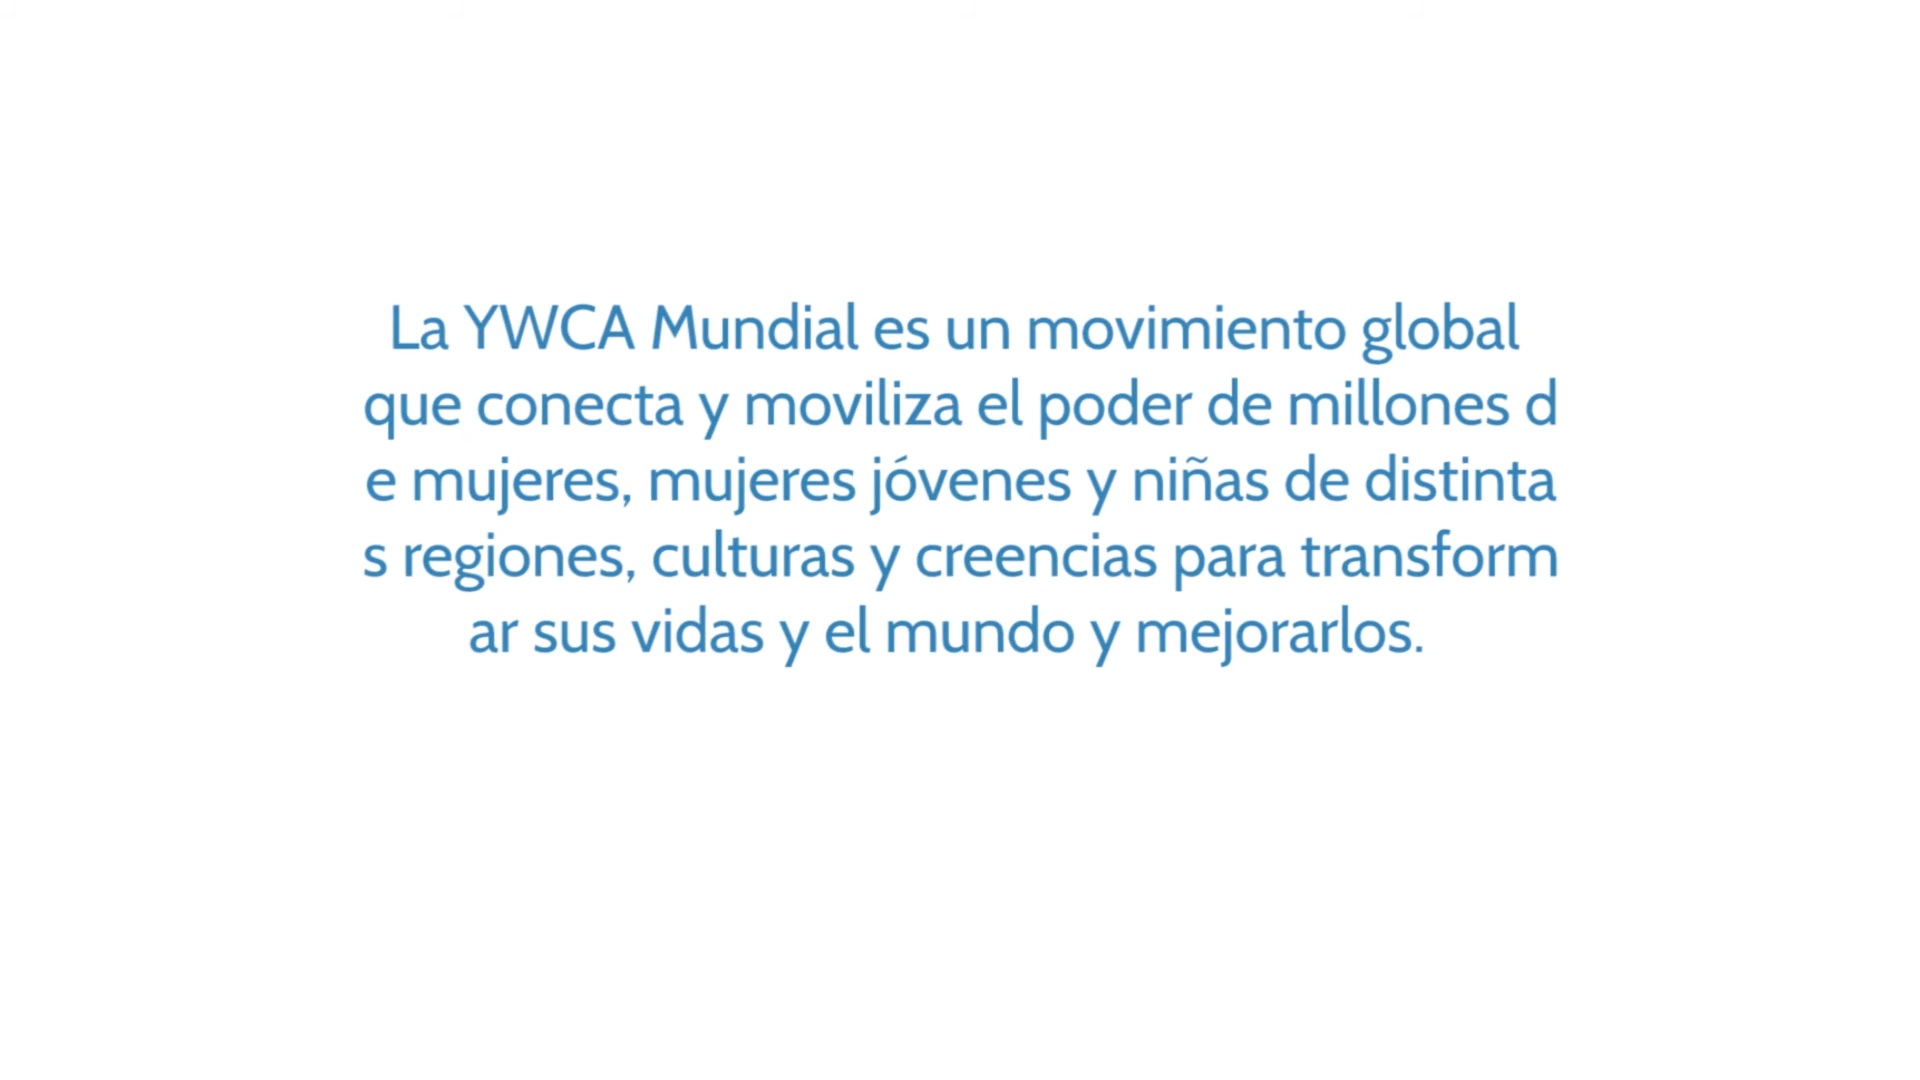 La YWCA Mundial es un movimiento global
que conecta y moviliza el poder de millones d
e mujeres, mujeres jóvenes y niñas de distinta
s regiones, culturas y creencias para transform
ar sus vidas y el mundo y mejorarlos.